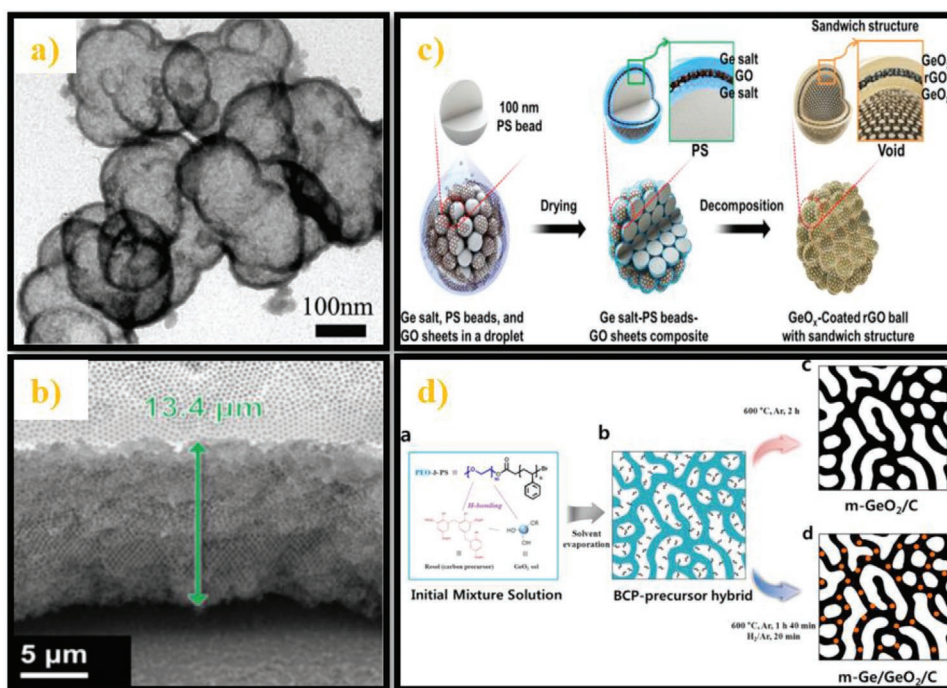 a)
100nm
b)
13.4 µm
5 µm
c)
100 nm
PS bead
Ge salt
GO
Ge salt
PS
Sandwich structure
GeOₓ
rGO
GeOₓ
Void
Drying
Decomposition
Ge salt, PS beads, and
GO sheets in a droplet
Ge salt-PS beads-
GO sheets composite
GeOₓ-Coated rGO ball
with sandwich structure
d)
a
PEO-b-PS
H-bonding
Resol (carbon precursor)
GeO₂ sol
Initial Mixture Solution
Solvent
evaporation
b
BCP-precursor hybrid
600 °C, Ar, 2 h
600 °C, Ar, 1 h 40 min
H₂/Ar, 20 min
c
m-GeO₂/C
d
m-Ge/GeO₂/C